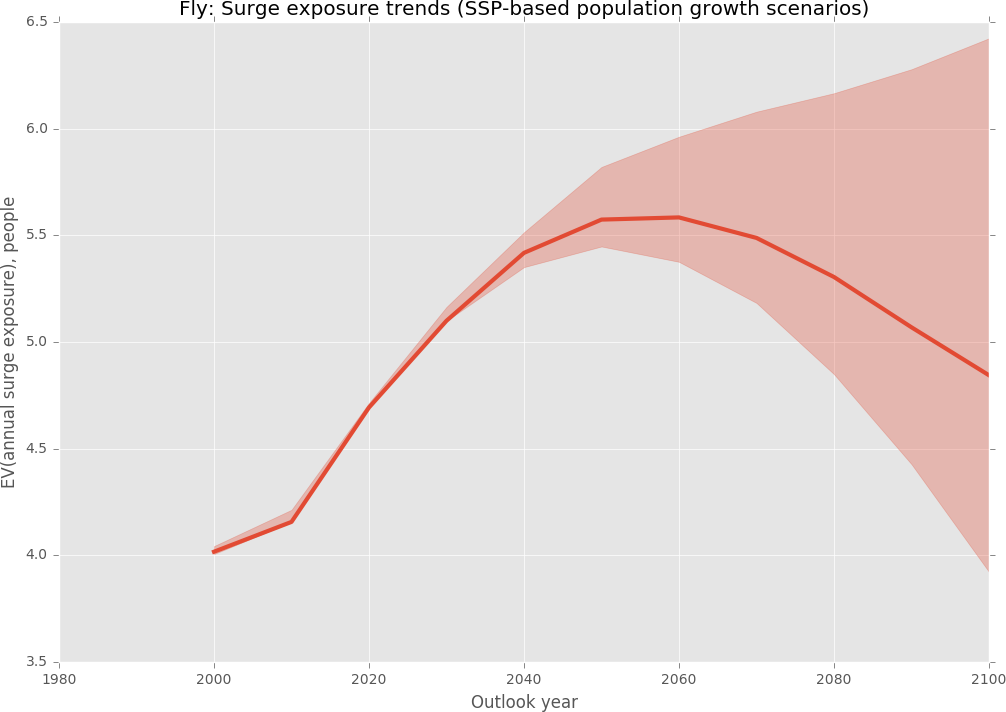 Fly: Surge exposure trends (SSP-based population growth scenarios)
EV(annual surge exposure), people
6.5
6.0
5.5
5.0
4.5
4.0
3.5
1980 2000 2020 2040 2060 2080 2100
Outlook year